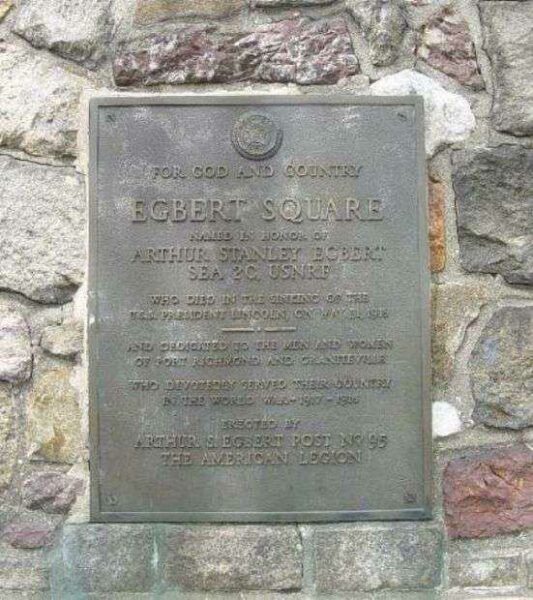 FOR GOD AND COUNTRY
EGBERT SQUARE
NAMED IN HONOR OF
ARTHUR STANLEY EGBERT
SEA. 2C. USNRF
WHO DIED IN THE SINKING OF THE
U.S.S. PRESIDENT LINCOLN, ON MAY 31, 1918
AND DEDICATED TO THE MEN AND WOMEN
OF PORT RICHMOND AND GRANITEVILLE
WHO DEVOTEDLY SERVED THEIR COUNTRY
IN THE WORLD WAR - 1917 - 1918
ERECTED BY
ARTHUR S. EGBERT POST NO 95
THE AMERICAN LEGION